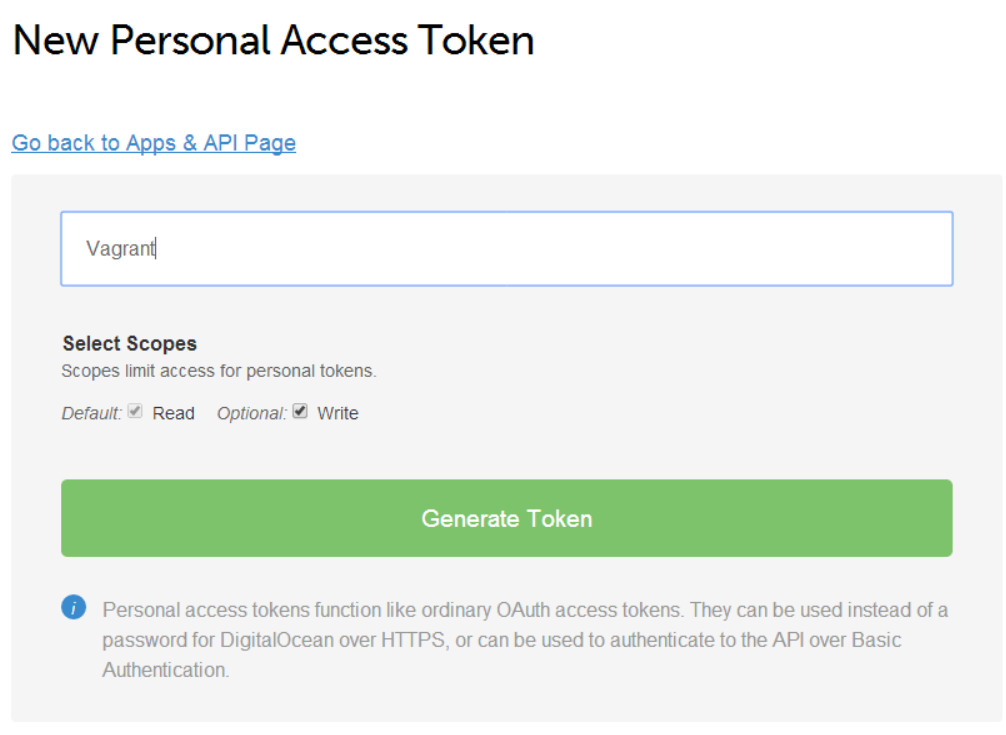 New Personal Access Token
Go back to Apps & API Page
Vagrant
Select Scopes
Scopes limit access for personal tokens.
Default: Read Optional: Write
Generate Token
i Personal access tokens function like ordinary OAuth access tokens. They can be used instead of a
password for DigitalOcean over HTTPS, or can be used to authenticate to the API over Basic
Authentication.